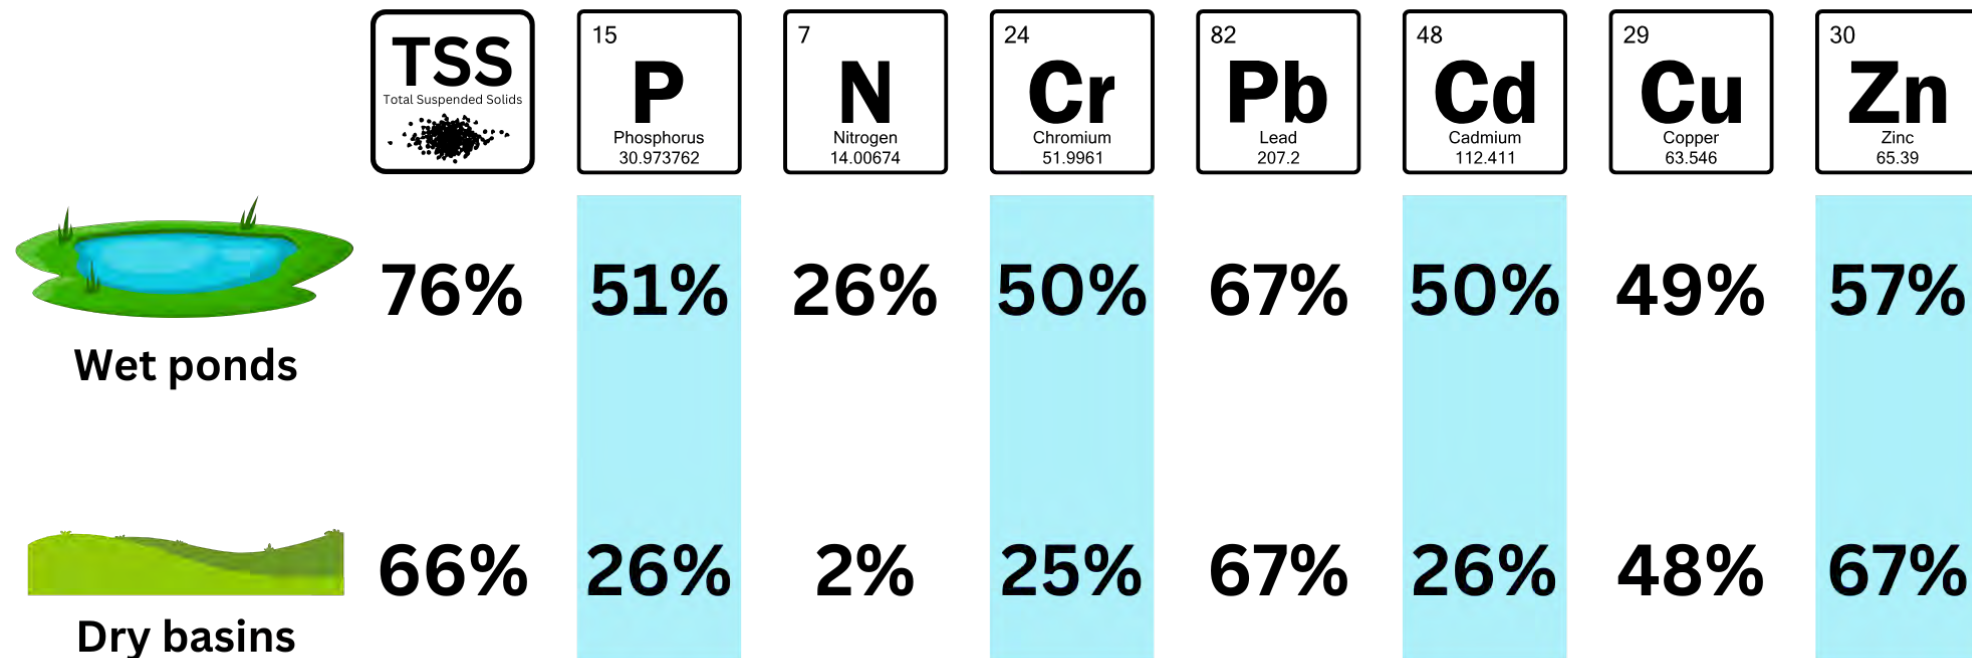 TSS
Total Suspended Solids
15
P
Phosphorus
30.973762
7
N
Nitrogen
14.00674
24
Cr
Chromium
51.9961
82
Pb
Lead
207.2
48
Cd
Cadmium
112.411
29
Cu
Copper
63.546
30
Zn
Zinc
65.39
76% 51% 26% 50% 67% 50% 49% 57%
Wet ponds
66% 26% 2% 25% 67% 26% 48% 67%
Dry basins